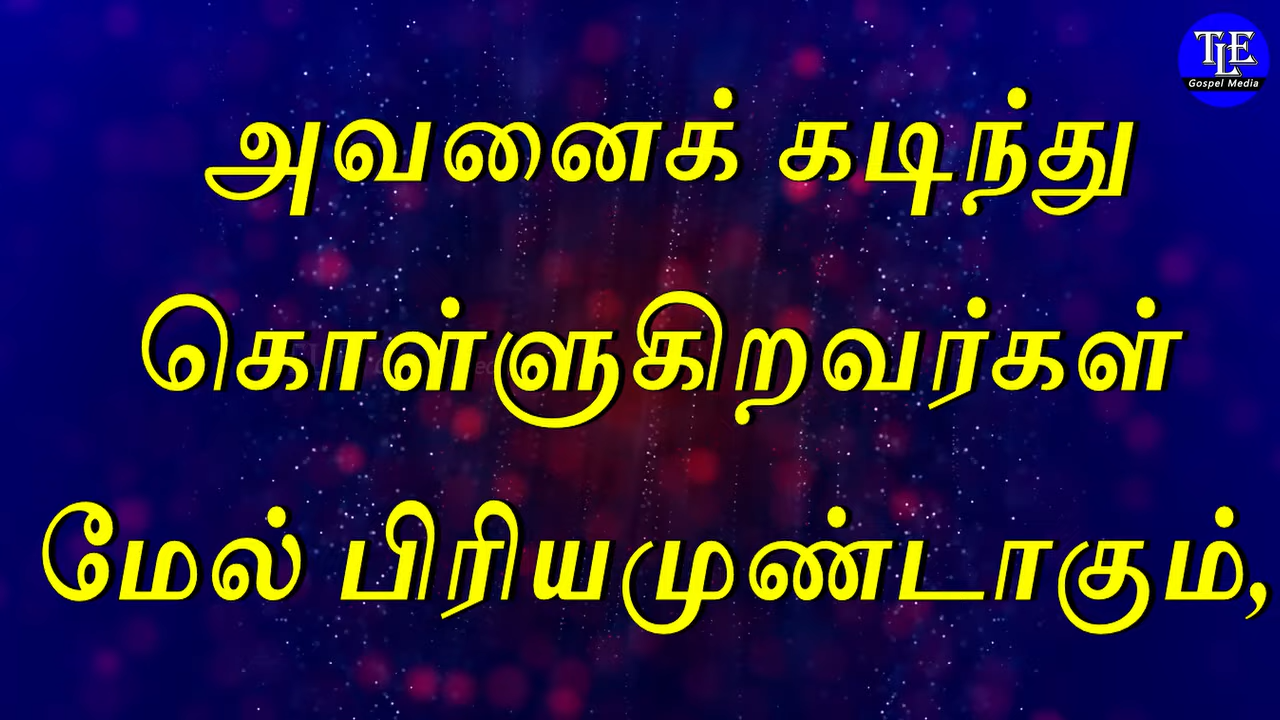 TLE
Gospel Media
அவனைக் கடிந்து
கொள்ளுகிறவர்கள்
மேல் பிரியமுண்டாகும்,